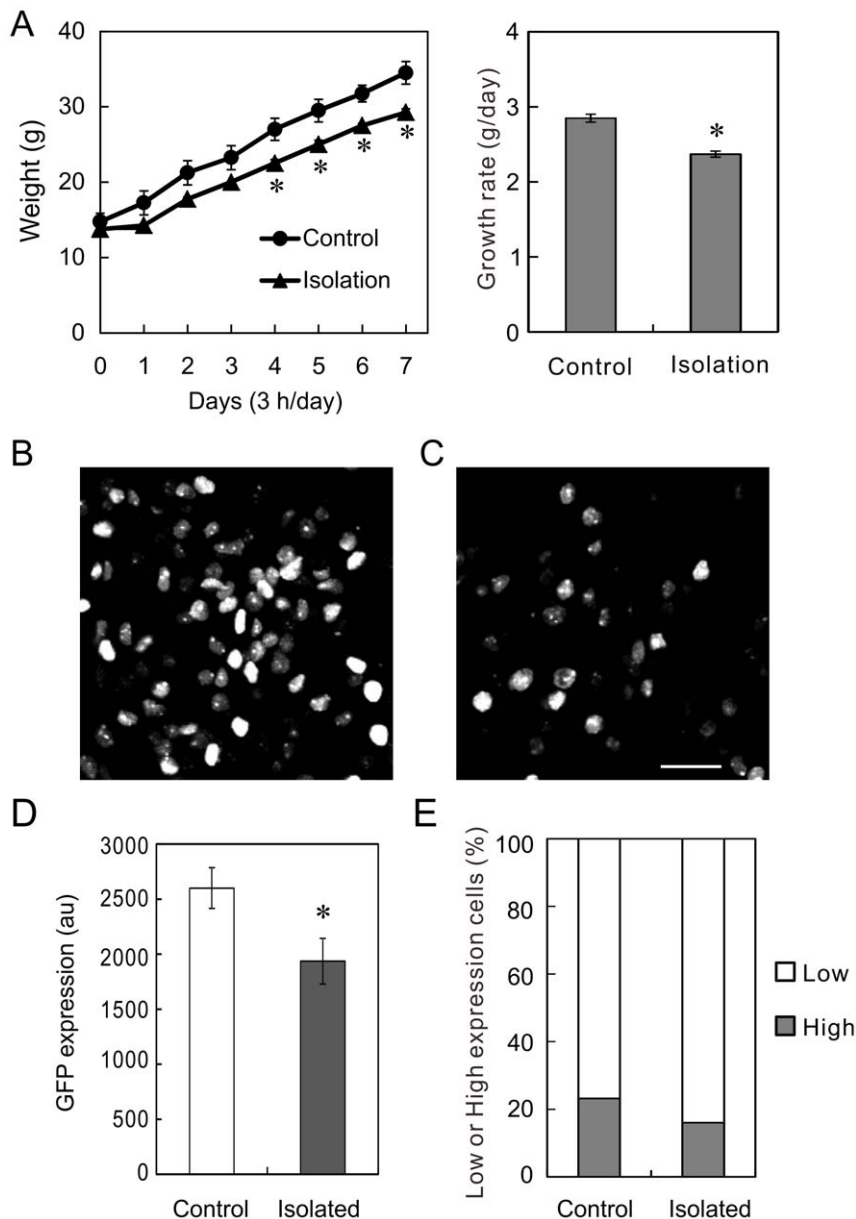 A
40
30
20
10
0
Weight (g)
Control
Isolation
*
*
*
*
0 1 2 3 4 5 6 7
Days (3 h/day)
4
3
2
1
0
Growth rate (g/day)
*
Control Isolation
B
C
D
3000
2500
2000
1500
1000
500
0
GFP expression (au)
*
Control Isolated
E
100
80
60
40
20
0
Low or High expression cells (%)
Low
High
Control Isolated